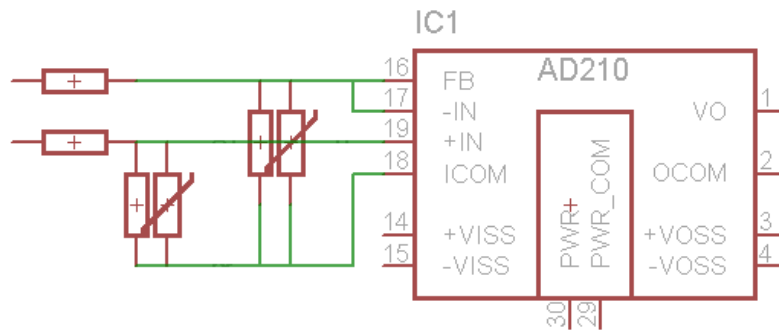 IC1
AD210
16 FB
17 -IN
19 +IN
18 ICOM
14 +VISS
15 -VISS
VO 1
OCOM 2
+VOSS 3
-VOSS 4
PWR
PWR_COM
30
29